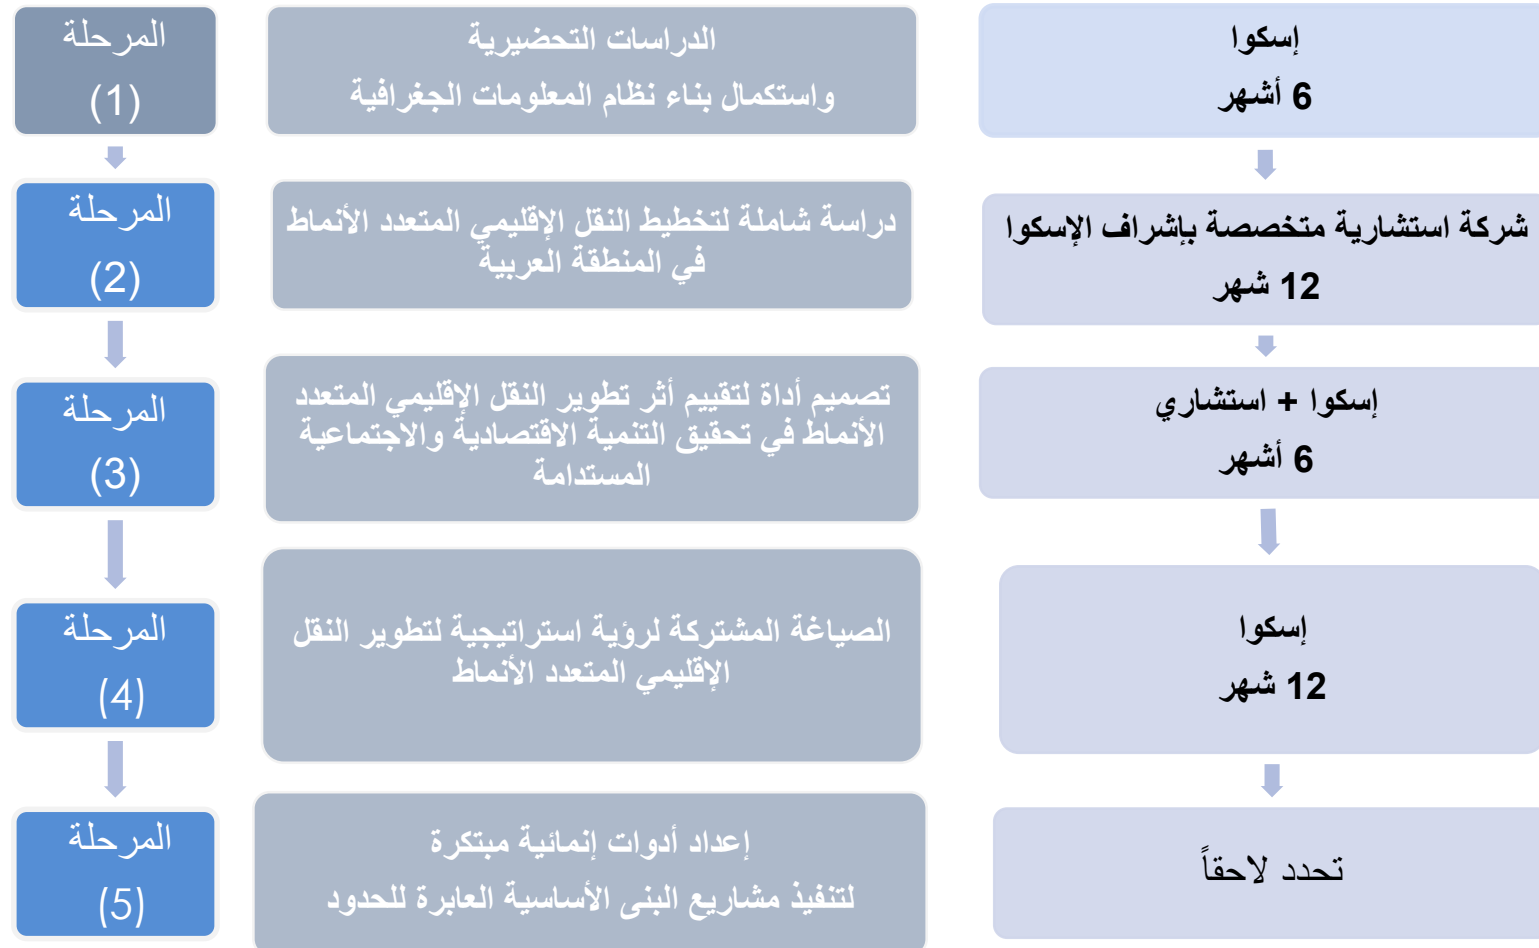 المرحلة
(1)
الدراسات التحضيرية
واستكمال بناء نظام المعلومات الجغرافية
إسكوا
6 أشهر
المرحلة
(2)
دراسة شاملة لتخطيط النقل الإقليمي المتعدد الأنماط
في المنطقة العربية
شركة استشارية متخصصة بإشراف الإسكوا
12 شهر
المرحلة
(3)
تصميم أداة لتقييم أثر تطوير النقل الإقليمي المتعدد
الأنماط في تحقيق التنمية الاقتصادية والاجتماعية
المستدامة
إسكوا + استشاري
6 أشهر
المرحلة
(4)
الصياغة المشتركة لرؤية استراتيجية لتطوير النقل
الإقليمي المتعدد الأنماط
إسكوا
12 شهر
المرحلة
(5)
إعداد أدوات إنمائية مبتكرة
لتنفيذ مشاريع البنى الأساسية العابرة للحدود
تحدد لاحقاً